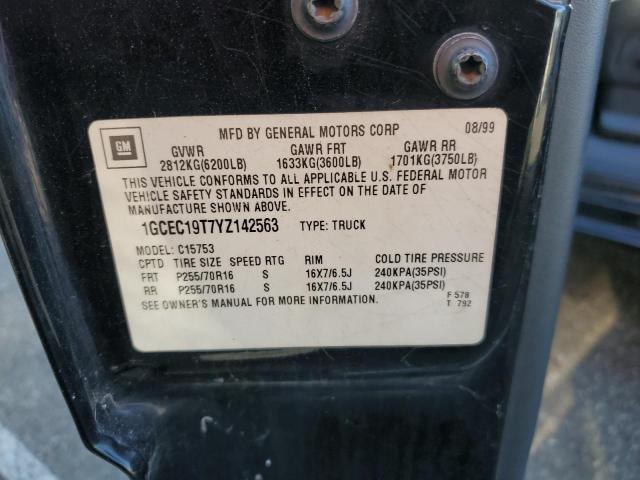 MFD BY GENERAL MOTORS CORP 08/99
GM
GVWR GAWR FRT GAWR RR
2812KG(6200LB) 1633KG(3600LB) 1701KG(3750LB)
THIS VEHICLE CONFORMS TO ALL APPLICABLE U.S. FEDERAL MOTOR
VEHICLE SAFETY STANDARDS IN EFFECT ON THE DATE OF
MANUFACTURE SHOWN ABOVE.
1GCEC19T7YZ142563 TYPE: TRUCK
MODEL: C15753
CPTD TIRE SIZE SPEED RTG RIM COLD TIRE PRESSURE
FRT P255/70R16 S 16X7/6.5J 240KPA(35PSI)
RR P255/70R16 S 16X7/6.5J 240KPA(35PSI)
SEE OWNER'S MANUAL FOR MORE INFORMATION.
F 578
T 792